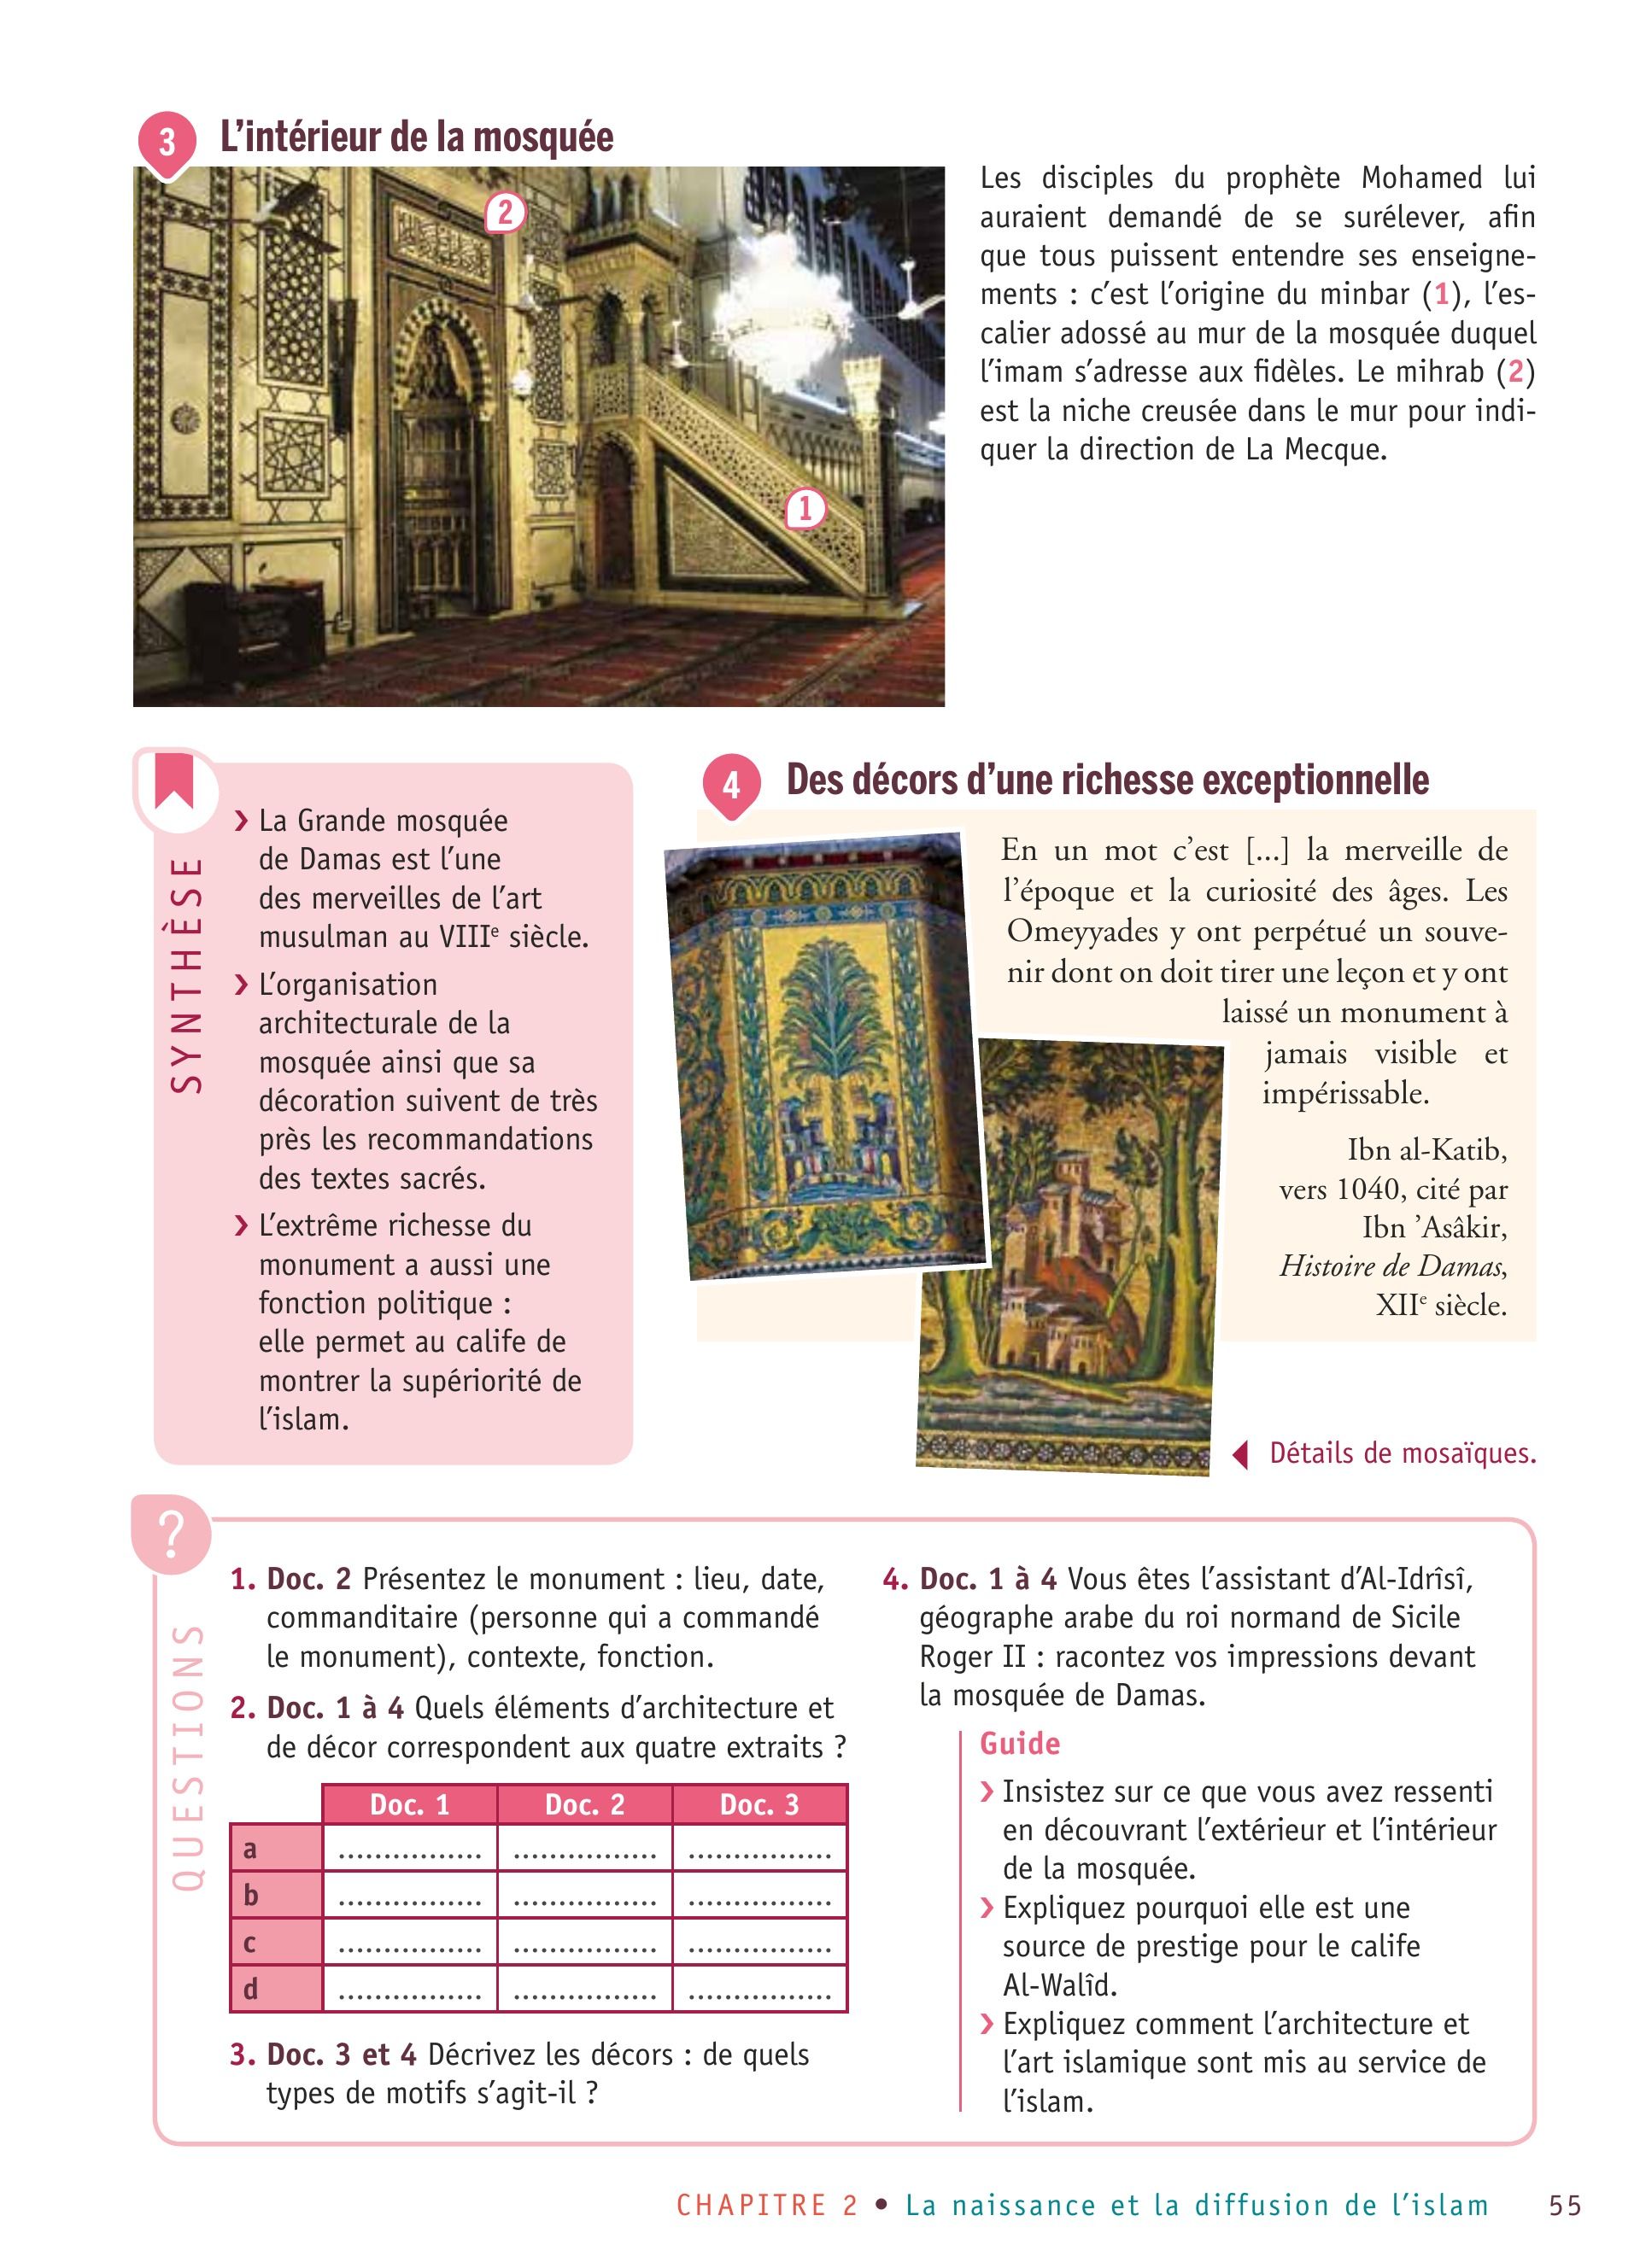 3
L'intérieur de la mosquée
2
1
Les disciples du prophète Mohamed lui
auraient demandé de se surélever, afin
que tous puissent entendre ses enseigne-
ments : c'est l'origine du minbar (1), l'es-
calier adossé au mur de la mosquée duquel
l'imam s'adresse aux fidèles. Le mihrab (2)
est la niche creusée dans le mur pour indi-
quer la direction de La Mecque.
SYNTHÈSE
› La Grande mosquée
de Damas est l'une
des merveilles de l'art
musulman au VIIIe siècle.
› L'organisation
architecturale de la
mosquée ainsi que sa
décoration suivent de très
près les recommandations
des textes sacrés.
› L'extrême richesse du
monument a aussi une
fonction politique :
elle permet au calife de
montrer la supériorité de
l'islam.
4
Des décors d'une richesse exceptionnelle
En un mot c'est [...] la merveille de
l'époque et la curiosité des âges. Les
Omeyyades y ont perpétué un souve-
nir dont on doit tirer une leçon et y ont
laissé un monument à
jamais visible et
impérissable.
Ibn al-Katib,
vers 1040, cité par
Ibn 'Asâkir,
Histoire de Damas,
XIIe siècle.
◀ Détails de mosaïques.
?
QUESTIONS
1. Doc. 2 Présentez le monument : lieu, date,
commanditaire (personne qui a commandé
le monument), contexte, fonction.
2. Doc. 1 à 4 Quels éléments d'architecture et
de décor correspondent aux quatre extraits ?
Doc. 1 Doc. 2 Doc. 3
a ................ ................ ................
b ................ ................ ................
c ................ ................ ................
d ................ ................ ................
3. Doc. 3 et 4 Décrivez les décors : de quels
types de motifs s'agit-il ?
4. Doc. 1 à 4 Vous êtes l'assistant d'Al-Idrîsî,
géographe arabe du roi normand de Sicile
Roger II : racontez vos impressions devant
la mosquée de Damas.
Guide
› Insistez sur ce que vous avez ressenti
en découvrant l'extérieur et l'intérieur
de la mosquée.
› Expliquez pourquoi elle est une
source de prestige pour le calife
Al-Walîd.
› Expliquez comment l'architecture et
l'art islamique sont mis au service de
l'islam.
CHAPITRE 2 • La naissance et la diffusion de l'islam 55